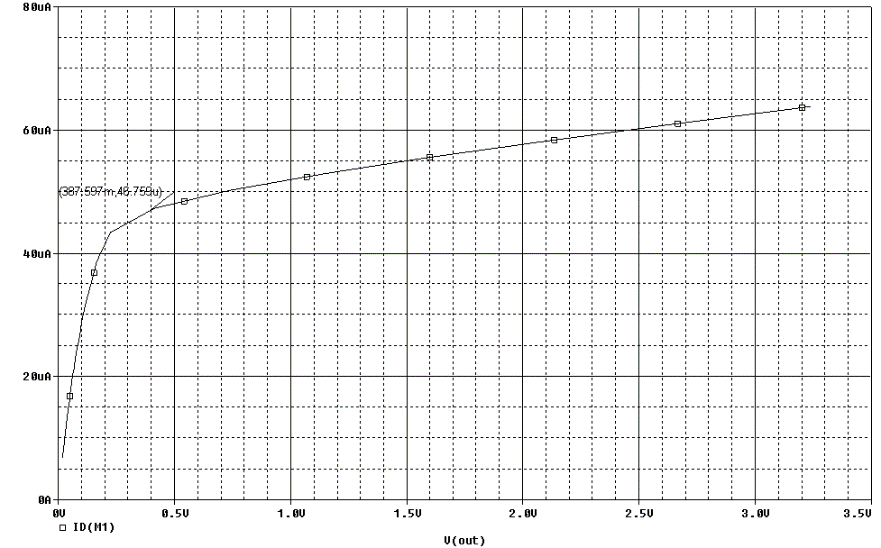 80uA
(387.597m,46.759u)
60uA
40uA
20uA
0A
0V 0.5V 1.0V 1.5V 2.0V 2.5V 3.0V 3.5V
ID(M1)
V(out)